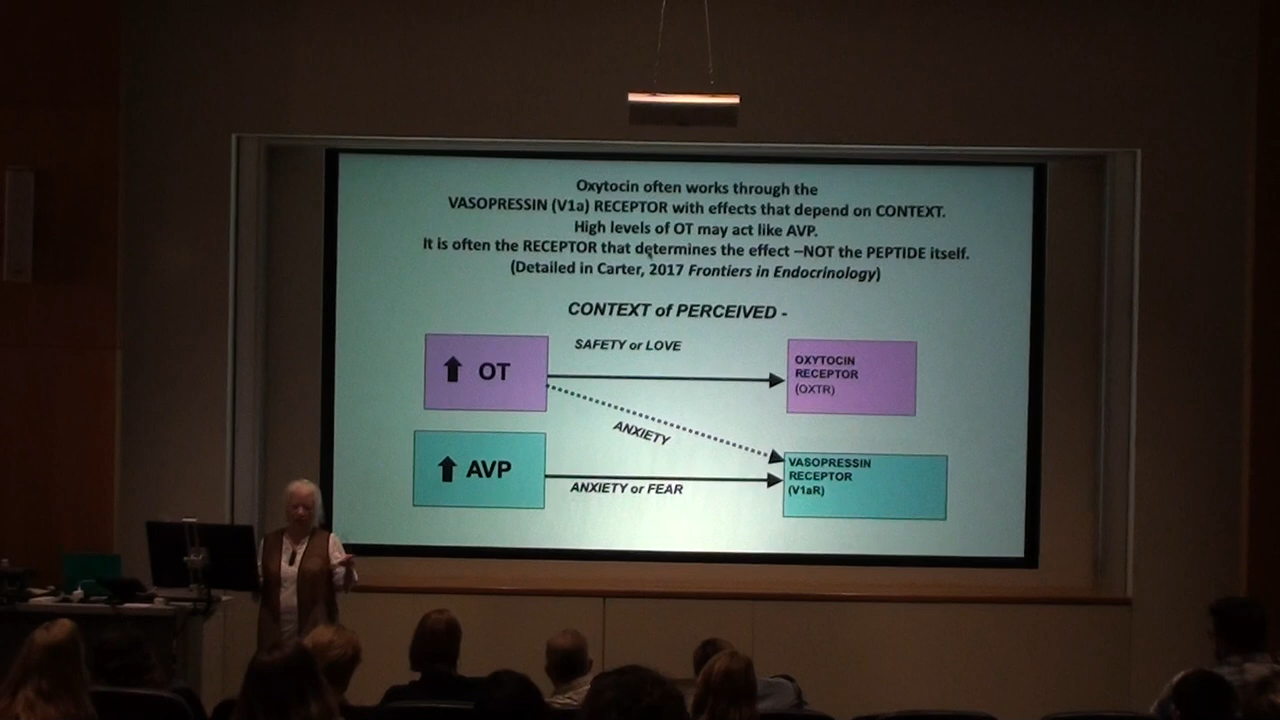 Oxytocin often works through the
VASOPRESSIN (V1a) RECEPTOR with effects that depend on CONTEXT.
High levels of OT may act like AVP.
It is often the RECEPTOR that determines the effect –NOT the PEPTIDE itself.
(Detailed in Carter, 2017 Frontiers in Endocrinology)
CONTEXT of PERCEIVED -
SAFETY or LOVE
OT
OXYTOCIN
RECEPTOR
(OXTR)
ANXIETY
AVP
ANXIETY or FEAR
VASOPRESSIN
RECEPTOR
(V1aR)